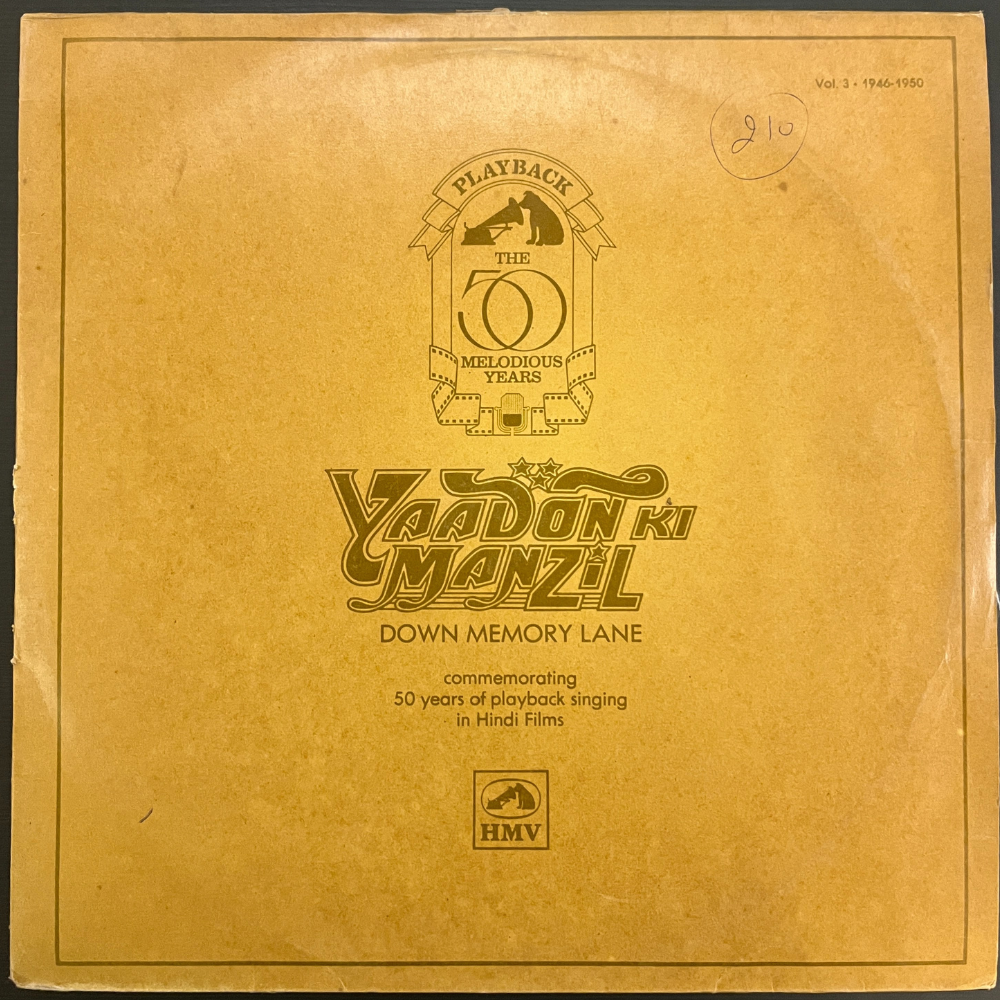 Vol. 3 • 1946-1950
210
PLAYBACK
THE
50
MELODIOUS
YEARS
YAADON KI
MANZIL
DOWN MEMORY LANE
commemorating
50 years of playback singing
in Hindi Films
HMV